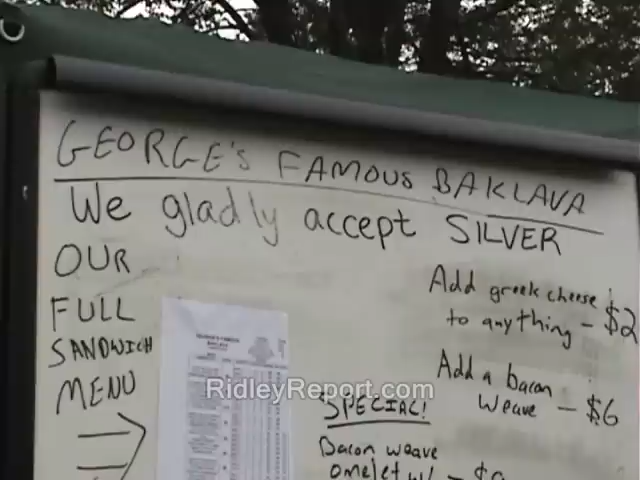 GEORGE'S FAMOUS BAKLAVA
We gladly accept SILVER
OUR
FULL
SANDWICH
MENU
Add greek cheese
to anything - $2
Add a bacon
weave - $6
SPECIAL!
Bacon weave
omelet w/
RidleyReport.com